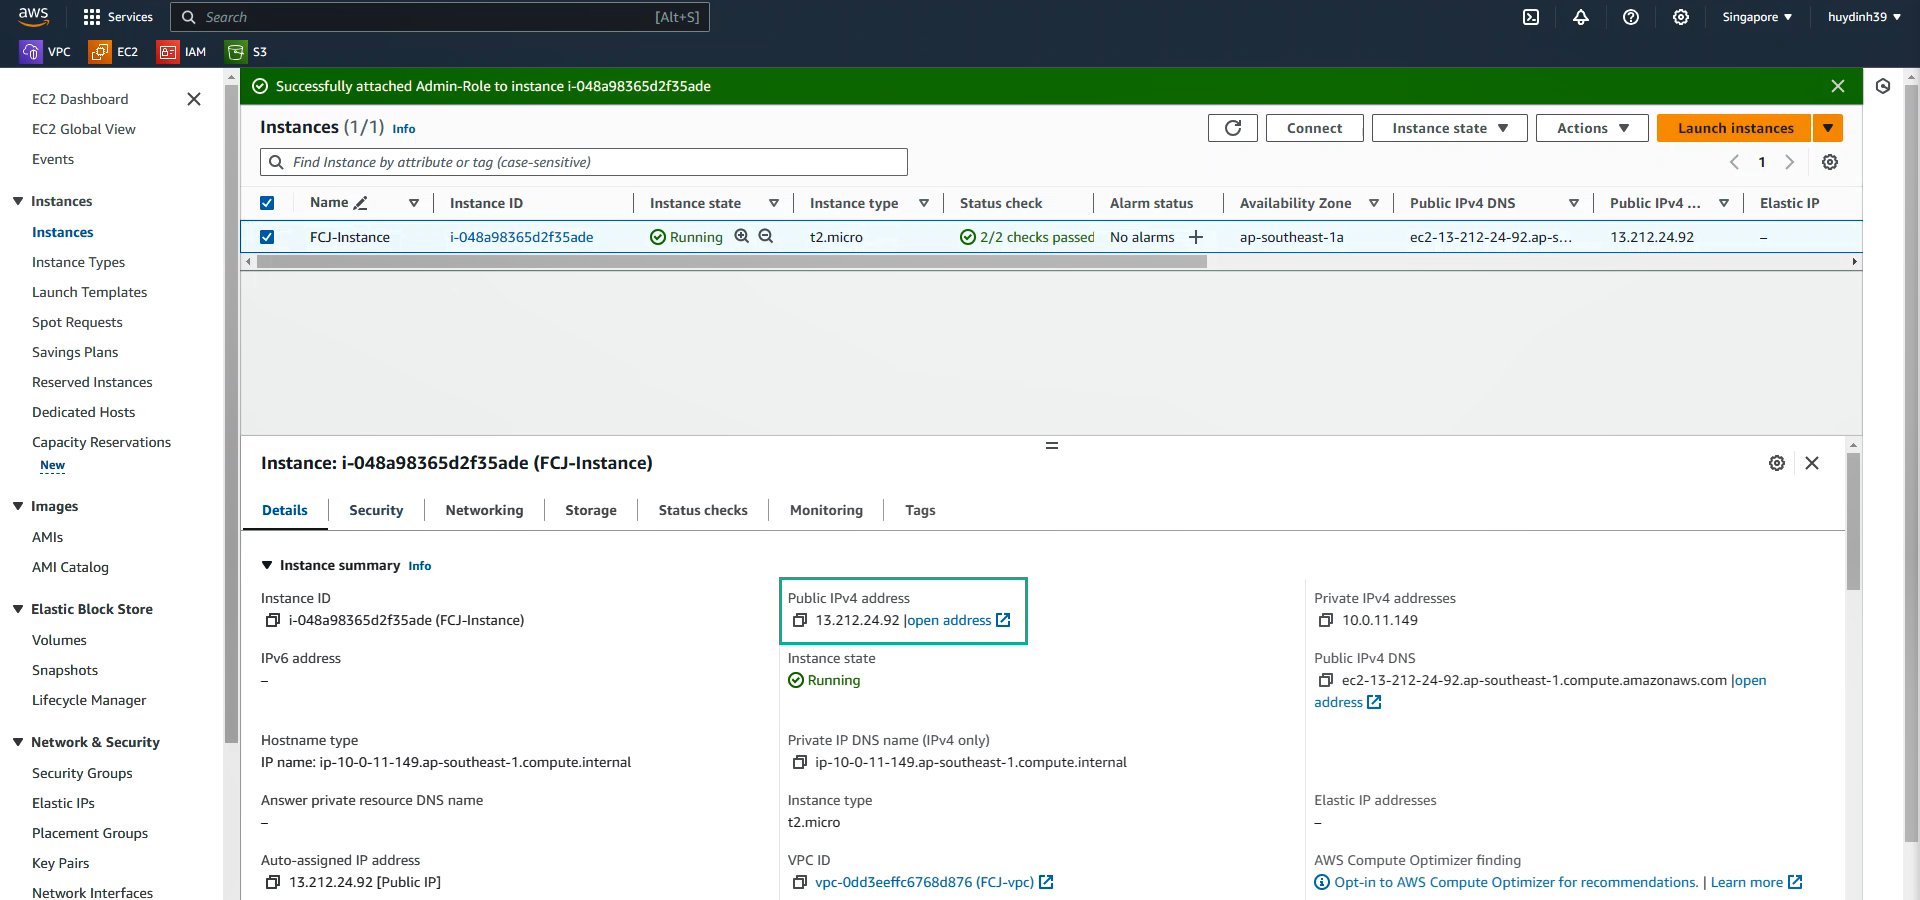 aws
Services
Search
[Alt+S]
Singapore
huydinh39
VPC
EC2
IAM
S3
EC2 Dashboard
EC2 Global View
Events
Instances
Instances
Instance Types
Launch Templates
Spot Requests
Savings Plans
Reserved Instances
Dedicated Hosts
Capacity Reservations
New
Images
AMIs
AMI Catalog
Elastic Block Store
Volumes
Snapshots
Lifecycle Manager
Network & Security
Security Groups
Elastic IPs
Placement Groups
Key Pairs
Network Interfaces
Successfully attached Admin-Role to instance i-048a98365d2f35ade
Instances (1/1) Info
Connect
Instance state
Actions
Launch instances
Find Instance by attribute or tag (case-sensitive)
1
Name
Instance ID
Instance state
Instance type
Status check
Alarm status
Availability Zone
Public IPv4 DNS
Public IPv4 ...
Elastic IP
FCJ-Instance
i-048a98365d2f35ade
Running
t2.micro
2/2 checks passed
No alarms
ap-southeast-1a
ec2-13-212-24-92.ap-s...
13.212.24.92
–
Instance: i-048a98365d2f35ade (FCJ-Instance)
Details
Security
Networking
Storage
Status checks
Monitoring
Tags
Instance summary Info
Instance ID
i-048a98365d2f35ade (FCJ-Instance)
Public IPv4 address
13.212.24.92 |open address
Private IPv4 addresses
10.0.11.149
IPv6 address
–
Instance state
Running
Public IPv4 DNS
ec2-13-212-24-92.ap-southeast-1.compute.amazonaws.com |open
address
Hostname type
IP name: ip-10-0-11-149.ap-southeast-1.compute.internal
Private IP DNS name (IPv4 only)
ip-10-0-11-149.ap-southeast-1.compute.internal
Answer private resource DNS name
–
Instance type
t2.micro
Elastic IP addresses
–
Auto-assigned IP address
13.212.24.92 [Public IP]
VPC ID
vpc-0dd3eeffc6768d876 (FCJ-vpc)
AWS Compute Optimizer finding
Opt-in to AWS Compute Optimizer for recommendations. | Learn more